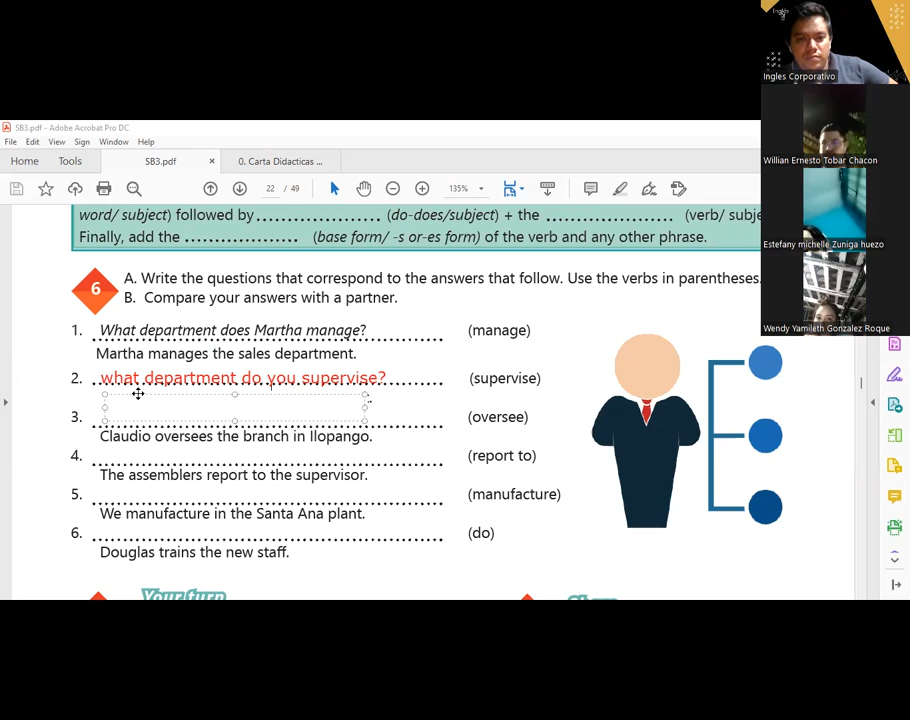 Ingles Corporativo
SB3.pdf - Adobe Acrobat Pro DC
File Edit View Sign Window Help
Home Tools SB3.pdf × 0. Carta Didacticas ...
22 / 49 135%
Willian Ernesto Tobar Chacon
Estefany michelle Zuniga huezo
Wendy Yamileth Gonzalez Roque
word/ subject) followed by.................... (do-does/subject) + the .................... (verb/ subje
Finally, add the .................. (base form/ -s or-es form) of the verb and any other phrase.
6 A. Write the questions that correspond to the answers that follow. Use the verbs in parentheses.
B. Compare your answers with a partner.
1. What department does Martha manage? (manage)
Martha manages the sales department.
2. what department do you supervise? (supervise)
3. (oversee)
Claudio oversees the branch in Ilopango.
4. (report to)
The assemblers report to the supervisor.
5. (manufacture)
We manufacture in the Santa Ana plant.
6. (do)
Douglas trains the new staff.
Your turn